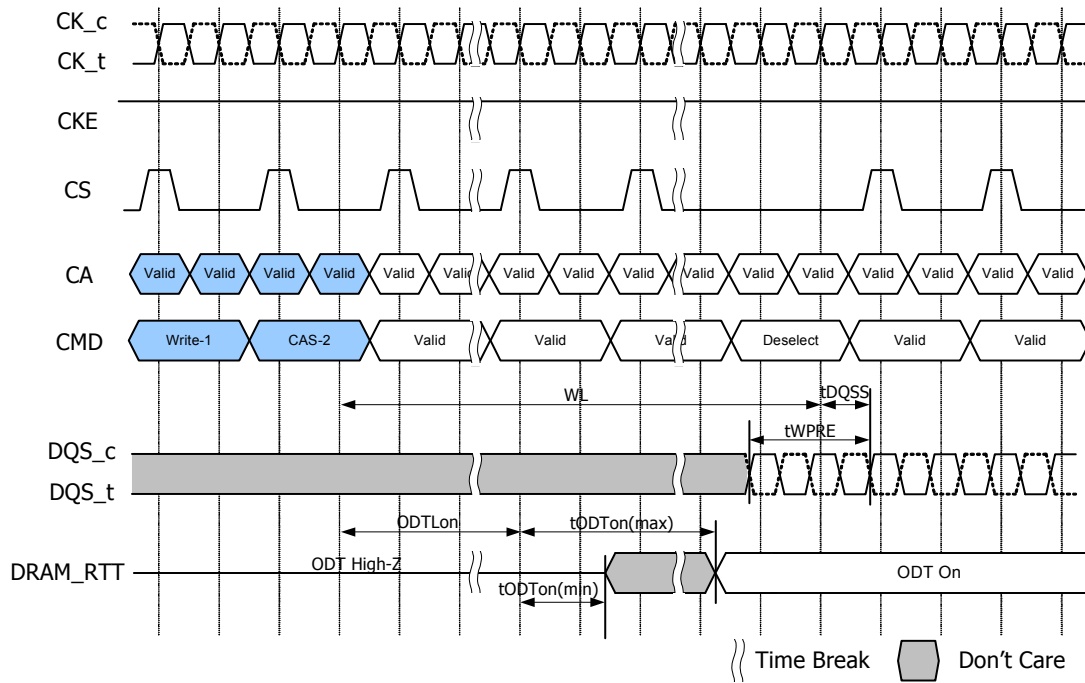 CK_c
CK_t
CKE
CS
CA Valid Valid Valid Valid Valid Valid Valid Valid Valid Valid Valid Valid Valid Valid Valid Valid
CMD Write-1 CAS-2 Valid Valid Valid Deselect Valid Valid
WL tDQSS
tWPRE
DQS_c
DQS_t
ODTLon tODTon(max)
DRAM_RTT ODT High-Z ODT On
tODTon(min)
Time Break Don't Care